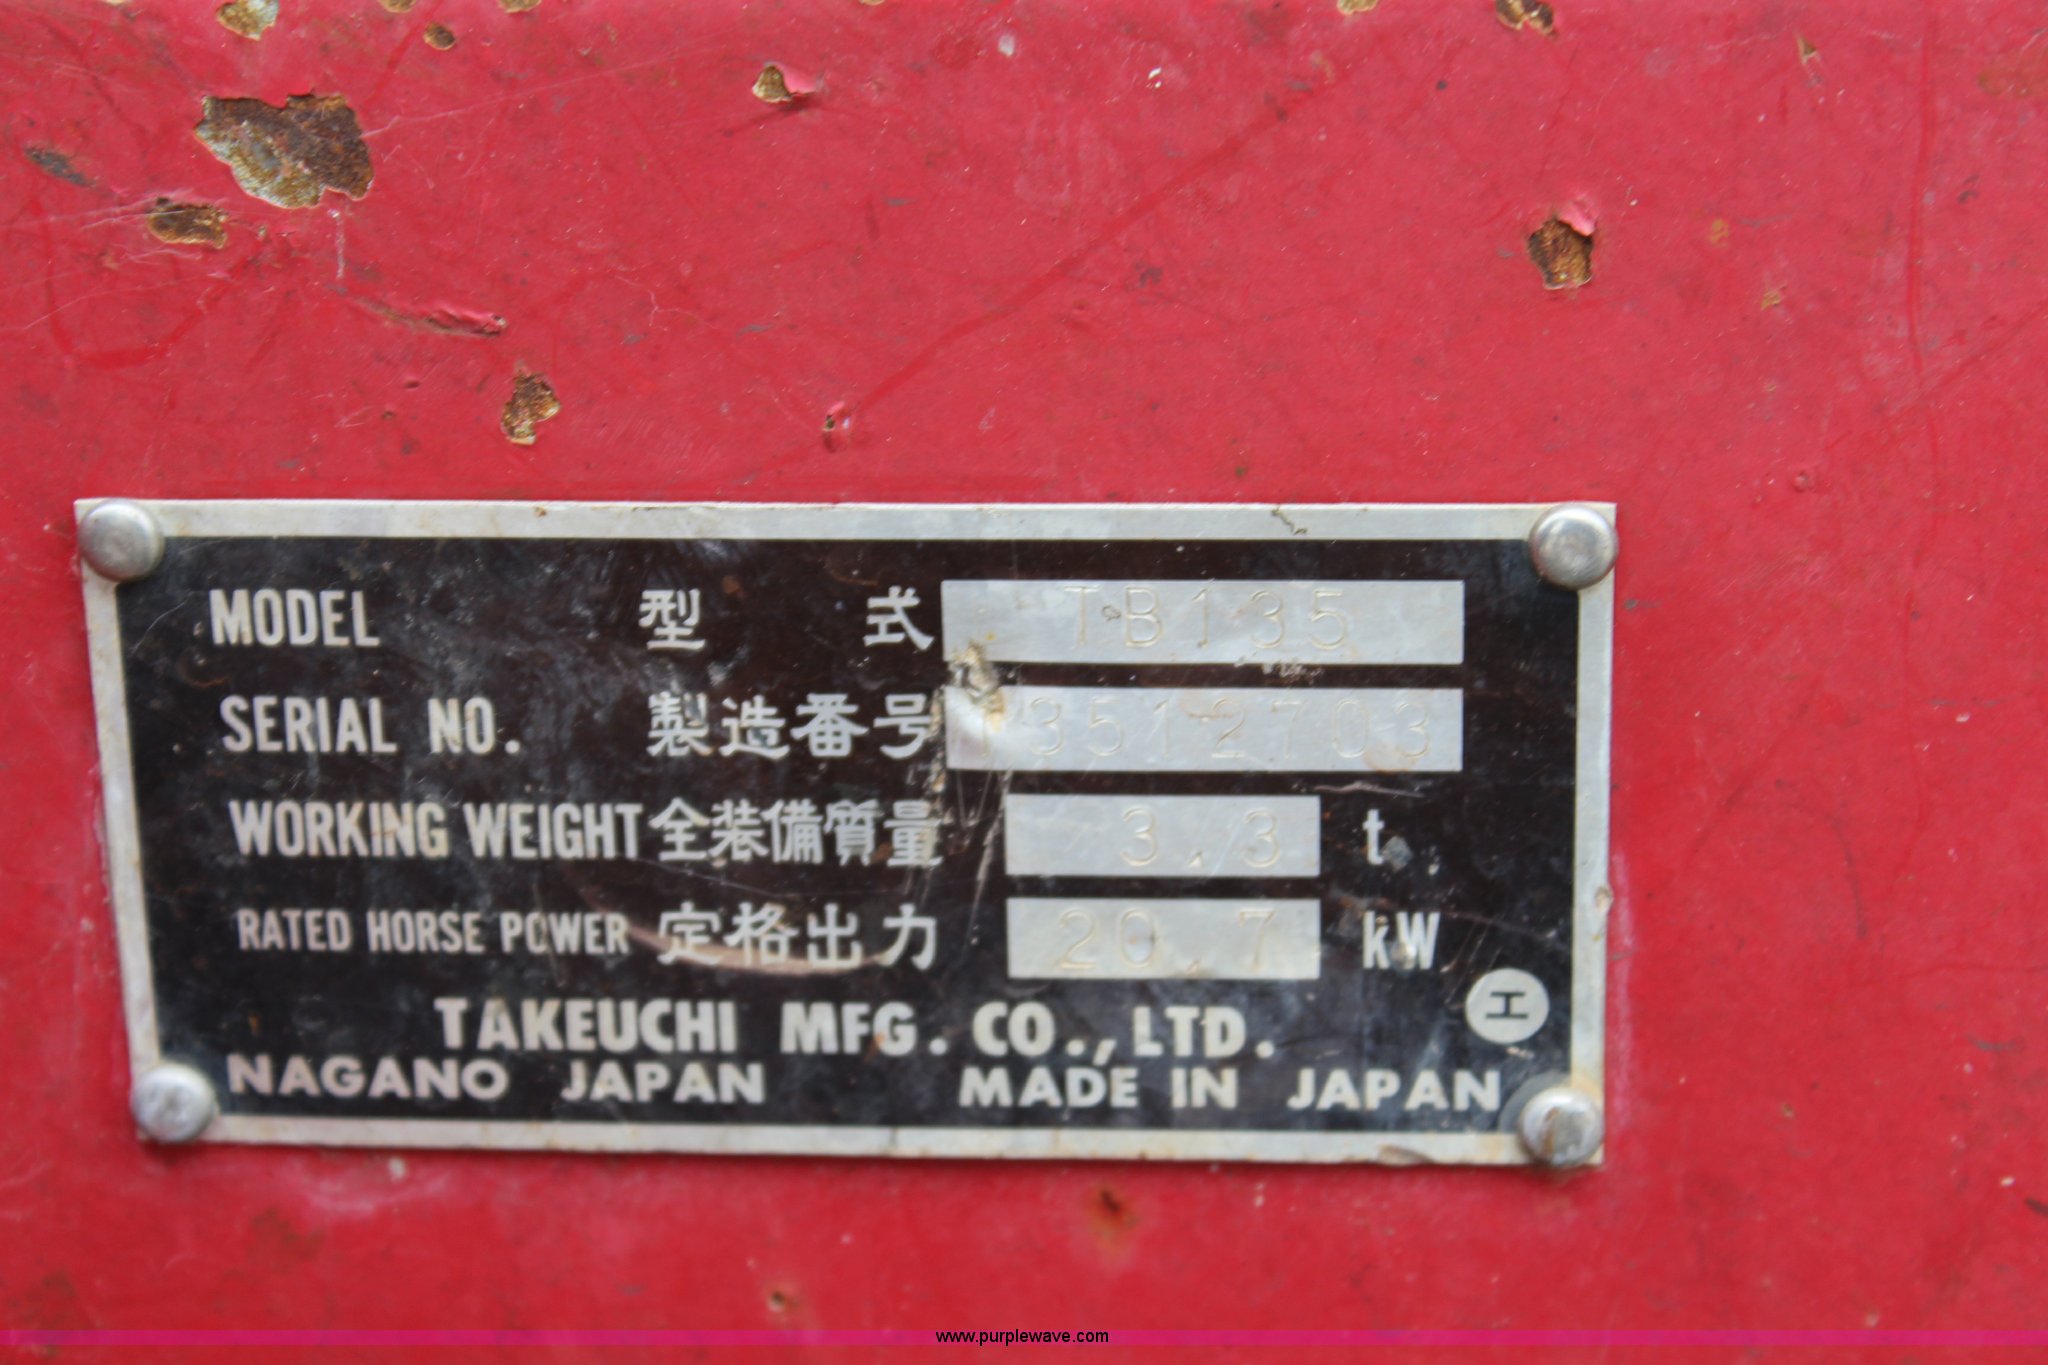 MODEL 型 式 TB135
SERIAL NO. 製造番号 13512703
WORKING WEIGHT 全装備質量 3.3 t
RATED HORSE POWER 定格出力 20.7 kW
エ
TAKEUCHI MFG. CO., LTD.
NAGANO JAPAN MADE IN JAPAN
www.purplewave.com